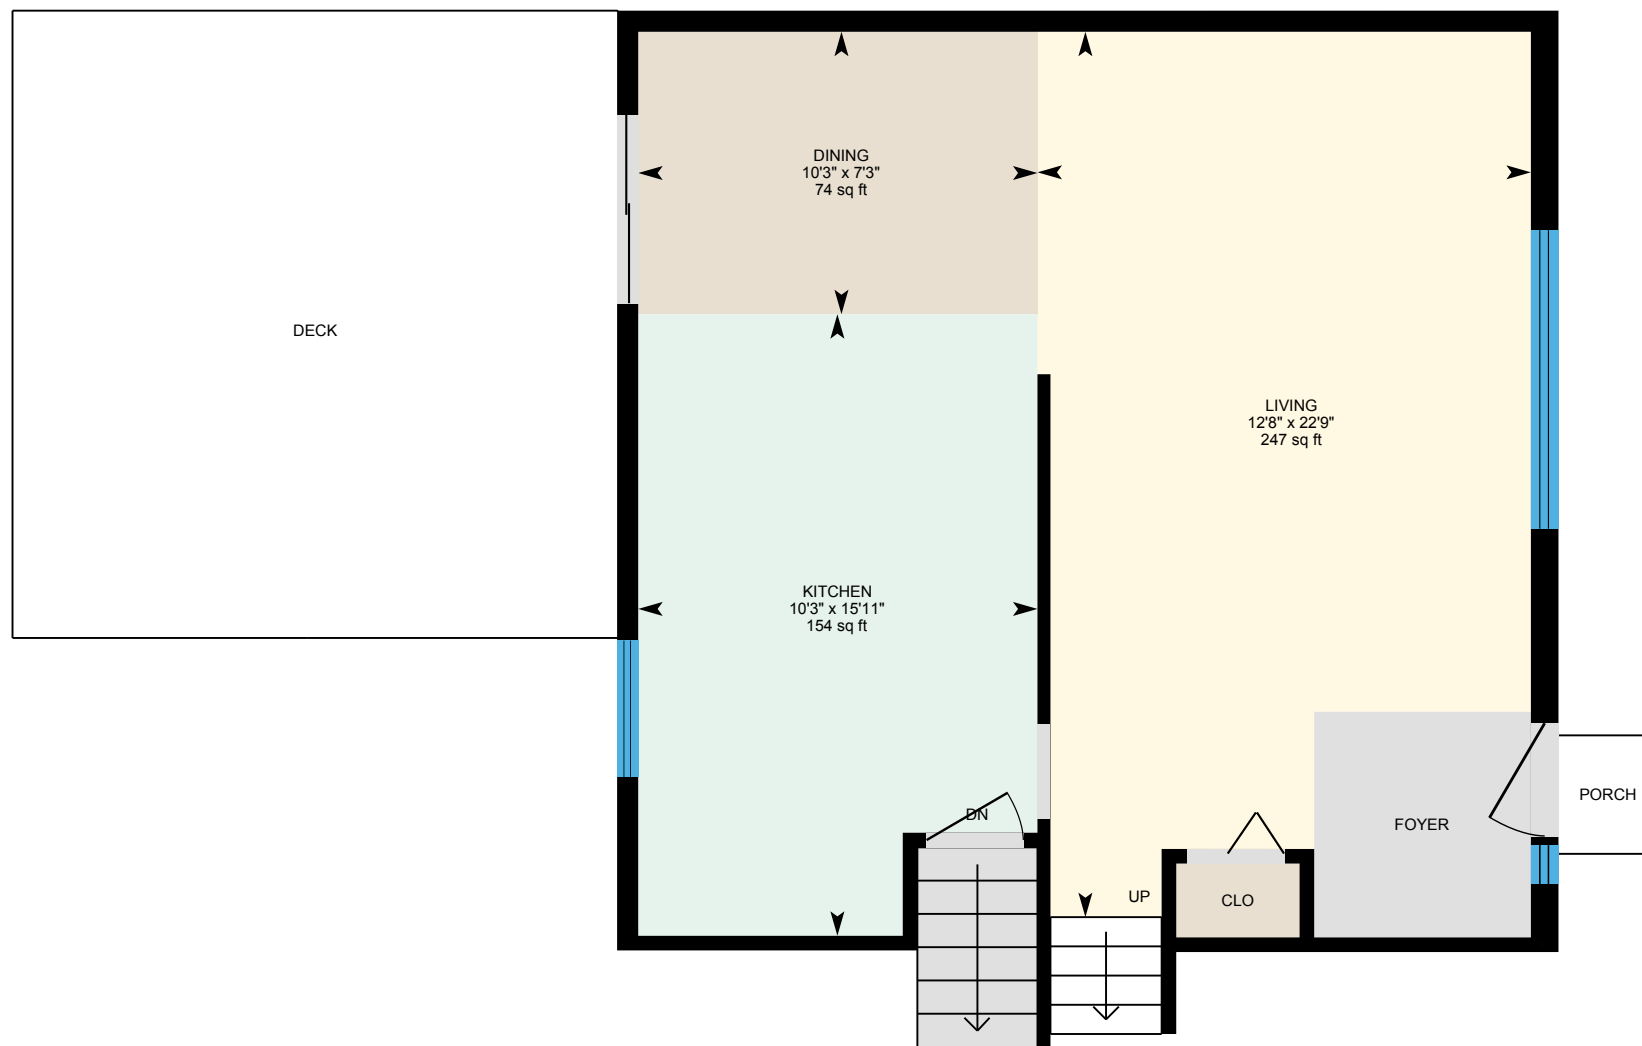 DINING
10'3" x 7'3"
74 sq ft
DECK
LIVING
12'8" x 22'9"
247 sq ft
KITCHEN
10'3" x 15'11"
154 sq ft
PORCH
DN
FOYER
UP
CLO